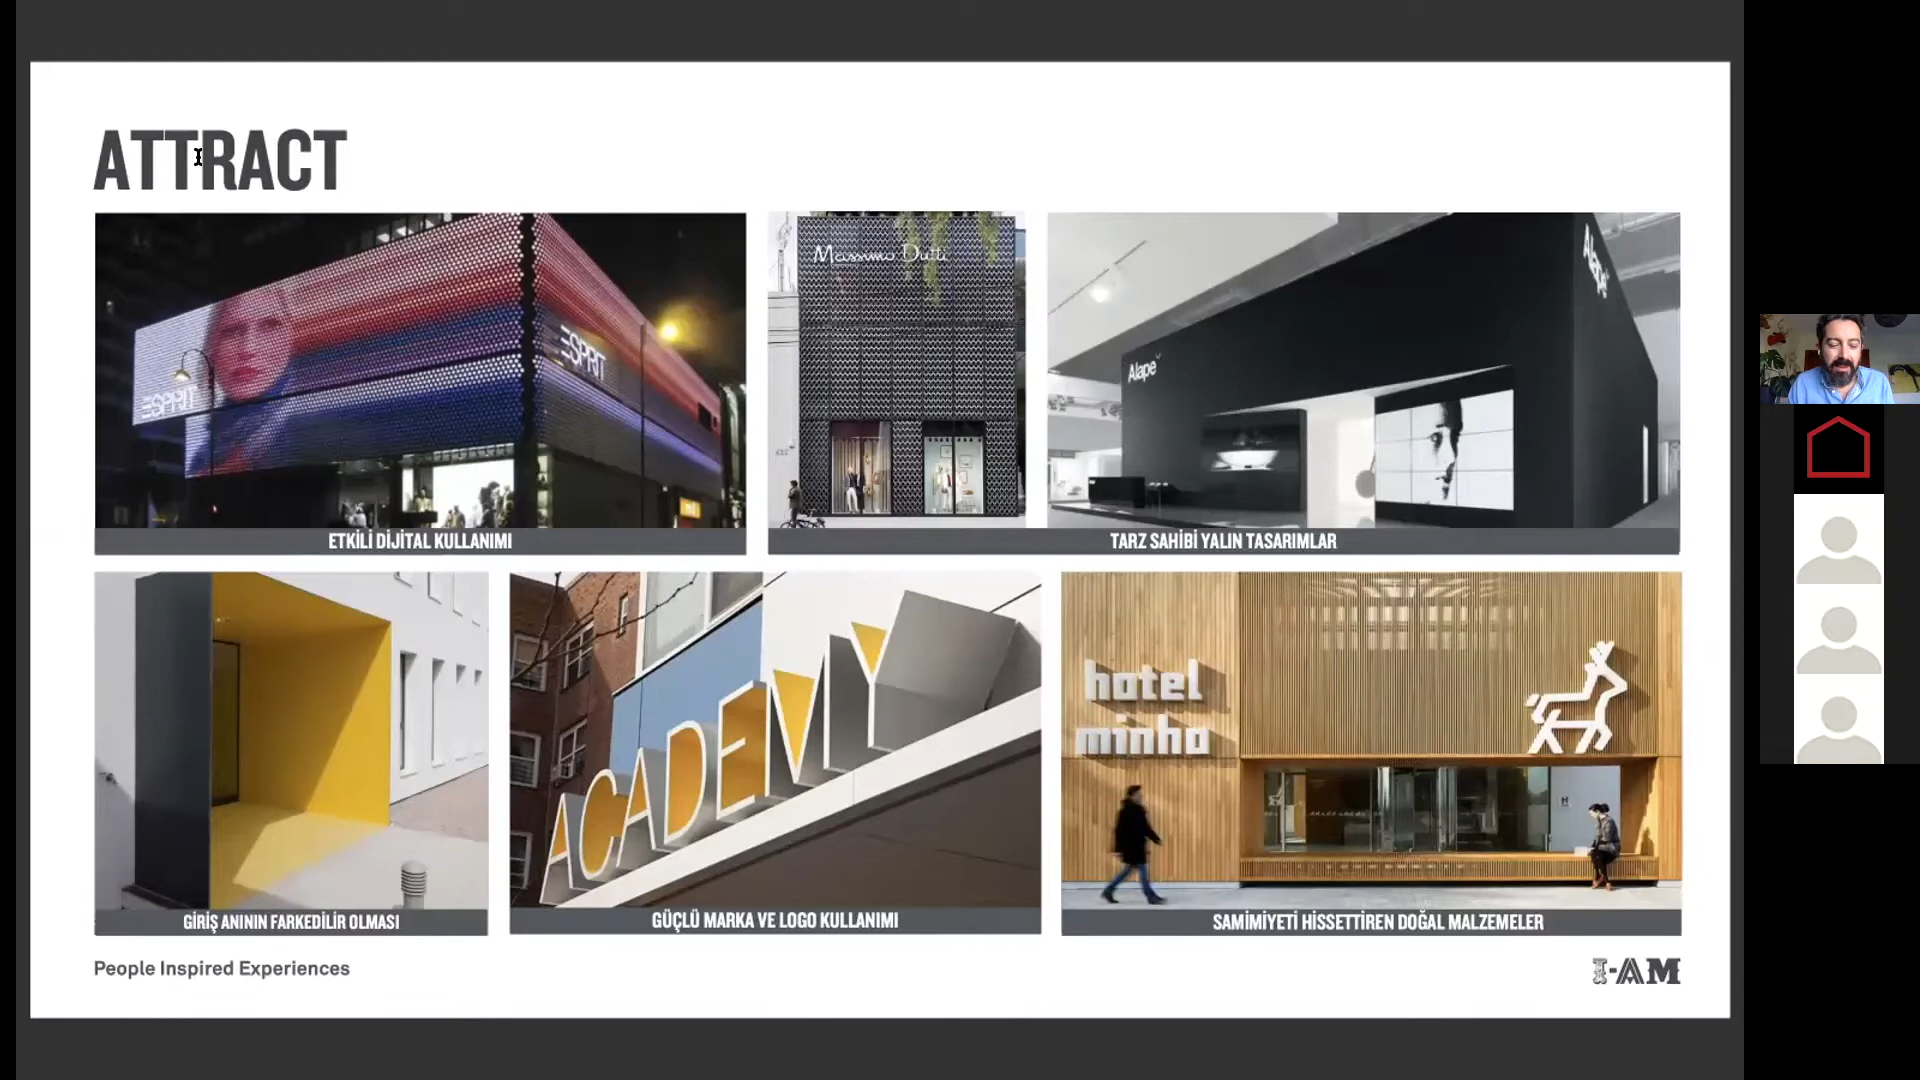 ATTRACT
ESPRIT
ESPRIT
Massimo Dutti
Alape
Alape
ETKİLİ DİJİTAL KULLANIMI
TARZ SAHİBİ YALIN TASARIMLAR
ACADEMY
hotel
minho
GİRİŞ ANININ FARKEDİLİR OLMASI
GÜÇLÜ MARKA VE LOGO KULLANIMI
SAMİMİYETİ HİSSETTİREN DOĞAL MALZEMELER
People Inspired Experiences
I-AM